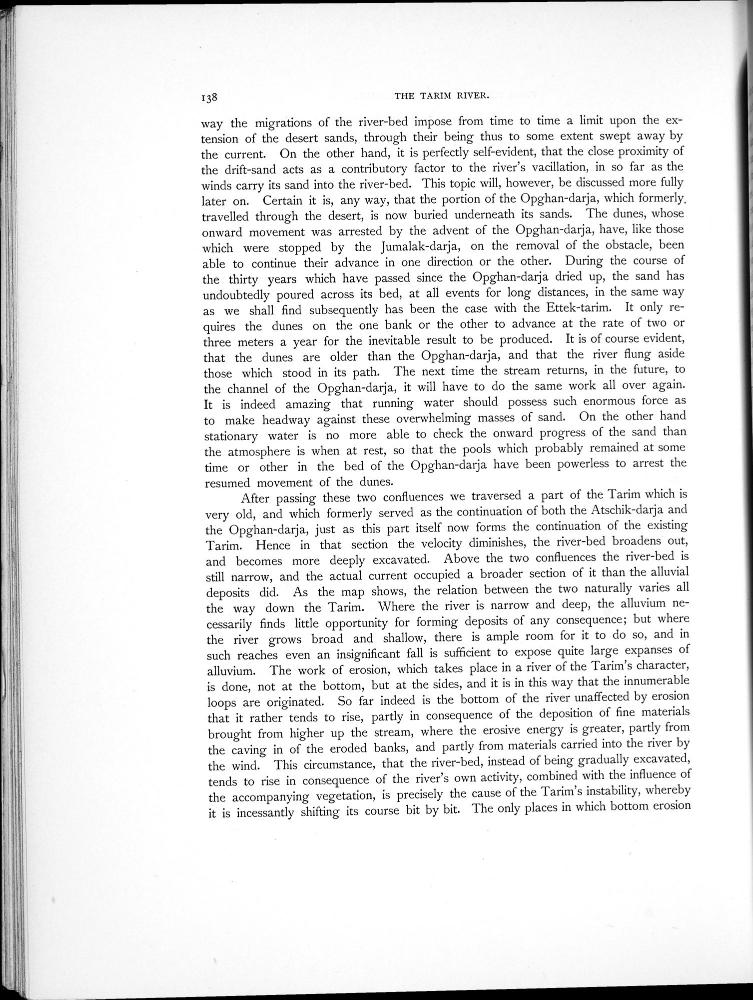 138
THE TARIM RIVER.
way the migrations of the river-bed impose from time to time a limit upon the ex-
tension of the desert sands, through their being thus to some extent swept away by
the current. On the other hand, it is perfectly self-evident, that the close proximity of
the drift-sand acts as a contributory factor to the river's vacillation, in so far as the
winds carry its sand into the river-bed. This topic will, however, be discussed more fully
later on. Certain it is, any way, that the portion of the Opghan-darja, which formerly
travelled through the desert, is now buried underneath its sands. The dunes, whose
onward movement was arrested by the advent of the Opghan-darja, have, like those
which were stopped by the Jumalak-darja, on the removal of the obstacle, been
able to continue their advance in one direction or the other. During the course of
the thirty years which have passed since the Opghan-darja dried up, the sand has
undoubtedly poured across its bed, at all events for long distances, in the same way
as we shall find subsequently has been the case with the Ettek-tarim. It only re-
quires the dunes on the one bank or the other to advance at the rate of two or
three meters a year for the inevitable result to be produced. It is of course evident,
that the dunes are older than the Opghan-darja, and that the river flung aside
those which stood in its path. The next time the stream returns, in the future, to
the channel of the Opghan-darja, it will have to do the same work all over again.
It is indeed amazing that running water should possess such enormous force as
to make headway against these overwhelming masses of sand. On the other hand
stationary water is no more able to check the onward progress of the sand than
the atmosphere is when at rest, so that the pools which probably remained at some
time or other in the bed of the Opghan-darja have been powerless to arrest the
resumed movement of the dunes.
After passing these two confluences we traversed a part of the Tarim which is
very old, and which formerly served as the continuation of both the Atschik-darja and
the Opghan-darja, just as this part itself now forms the continuation of the existing
Tarim. Hence in that section the velocity diminishes, the river-bed broadens out,
and becomes more deeply excavated. Above the two confluences the river-bed is
still narrow, and the actual current occupied a broader section of it than the alluvial
deposits did. As the map shows, the relation between the two naturally varies all
the way down the Tarim. Where the river is narrow and deep, the alluvium ne-
cessarily finds little opportunity for forming deposits of any consequence; but where
the river grows broad and shallow, there is ample room for it to do so, and in
such reaches even an insignificant fall is sufficient to expose quite large expanses of
alluvium. The work of erosion, which takes place in a river of the Tarim's character,
is done, not at the bottom, but at the sides, and it is in this way that the innumerable
loops are originated. So far indeed is the bottom of the river unaffected by erosion
that it rather tends to rise, partly in consequence of the deposition of fine materials
brought from higher up the stream, where the erosive energy is greater, partly from
the caving in of the eroded banks, and partly from materials carried into the river by
the wind. This circumstance, that the river-bed, instead of being gradually excavated,
tends to rise in consequence of the river's own activity, combined with the influence of
the accompanying vegetation, is precisely the cause of the Tarim's instability, whereby
it is incessantly shifting its course bit by bit. The only places in which bottom erosion